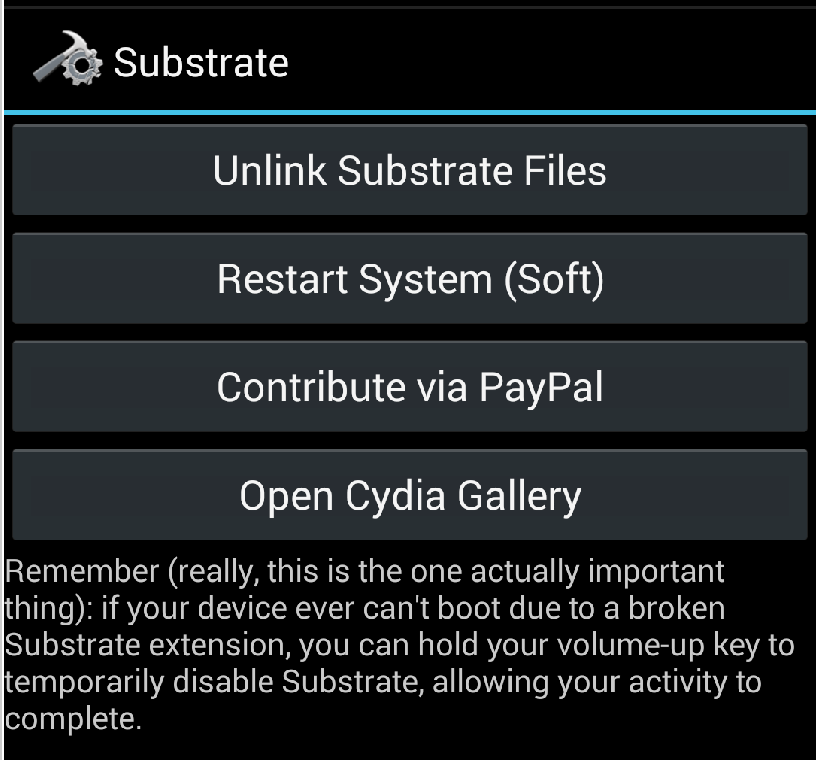 Substrate
Unlink Substrate Files
Restart System (Soft)
Contribute via PayPal
Open Cydia Gallery
Remember (really, this is the one actually important
thing): if your device ever can't boot due to a broken
Substrate extension, you can hold your volume-up key to
temporarily disable Substrate, allowing your activity to
complete.